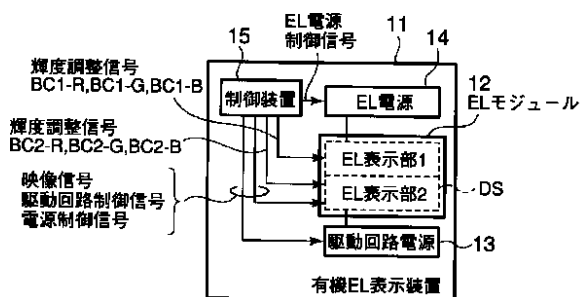 EL電源
制御信号
11
15
14
輝度調整信号
BC1-R,BC1-G,BC1-B
制御装置
EL電源
12
ELモジュール
輝度調整信号
BC2-R,BC2-G,BC2-B
EL表示部1
映像信号
駆動回路制御信号
電源制御信号
EL表示部2
DS
駆動回路電源
13
有機EL表示装置